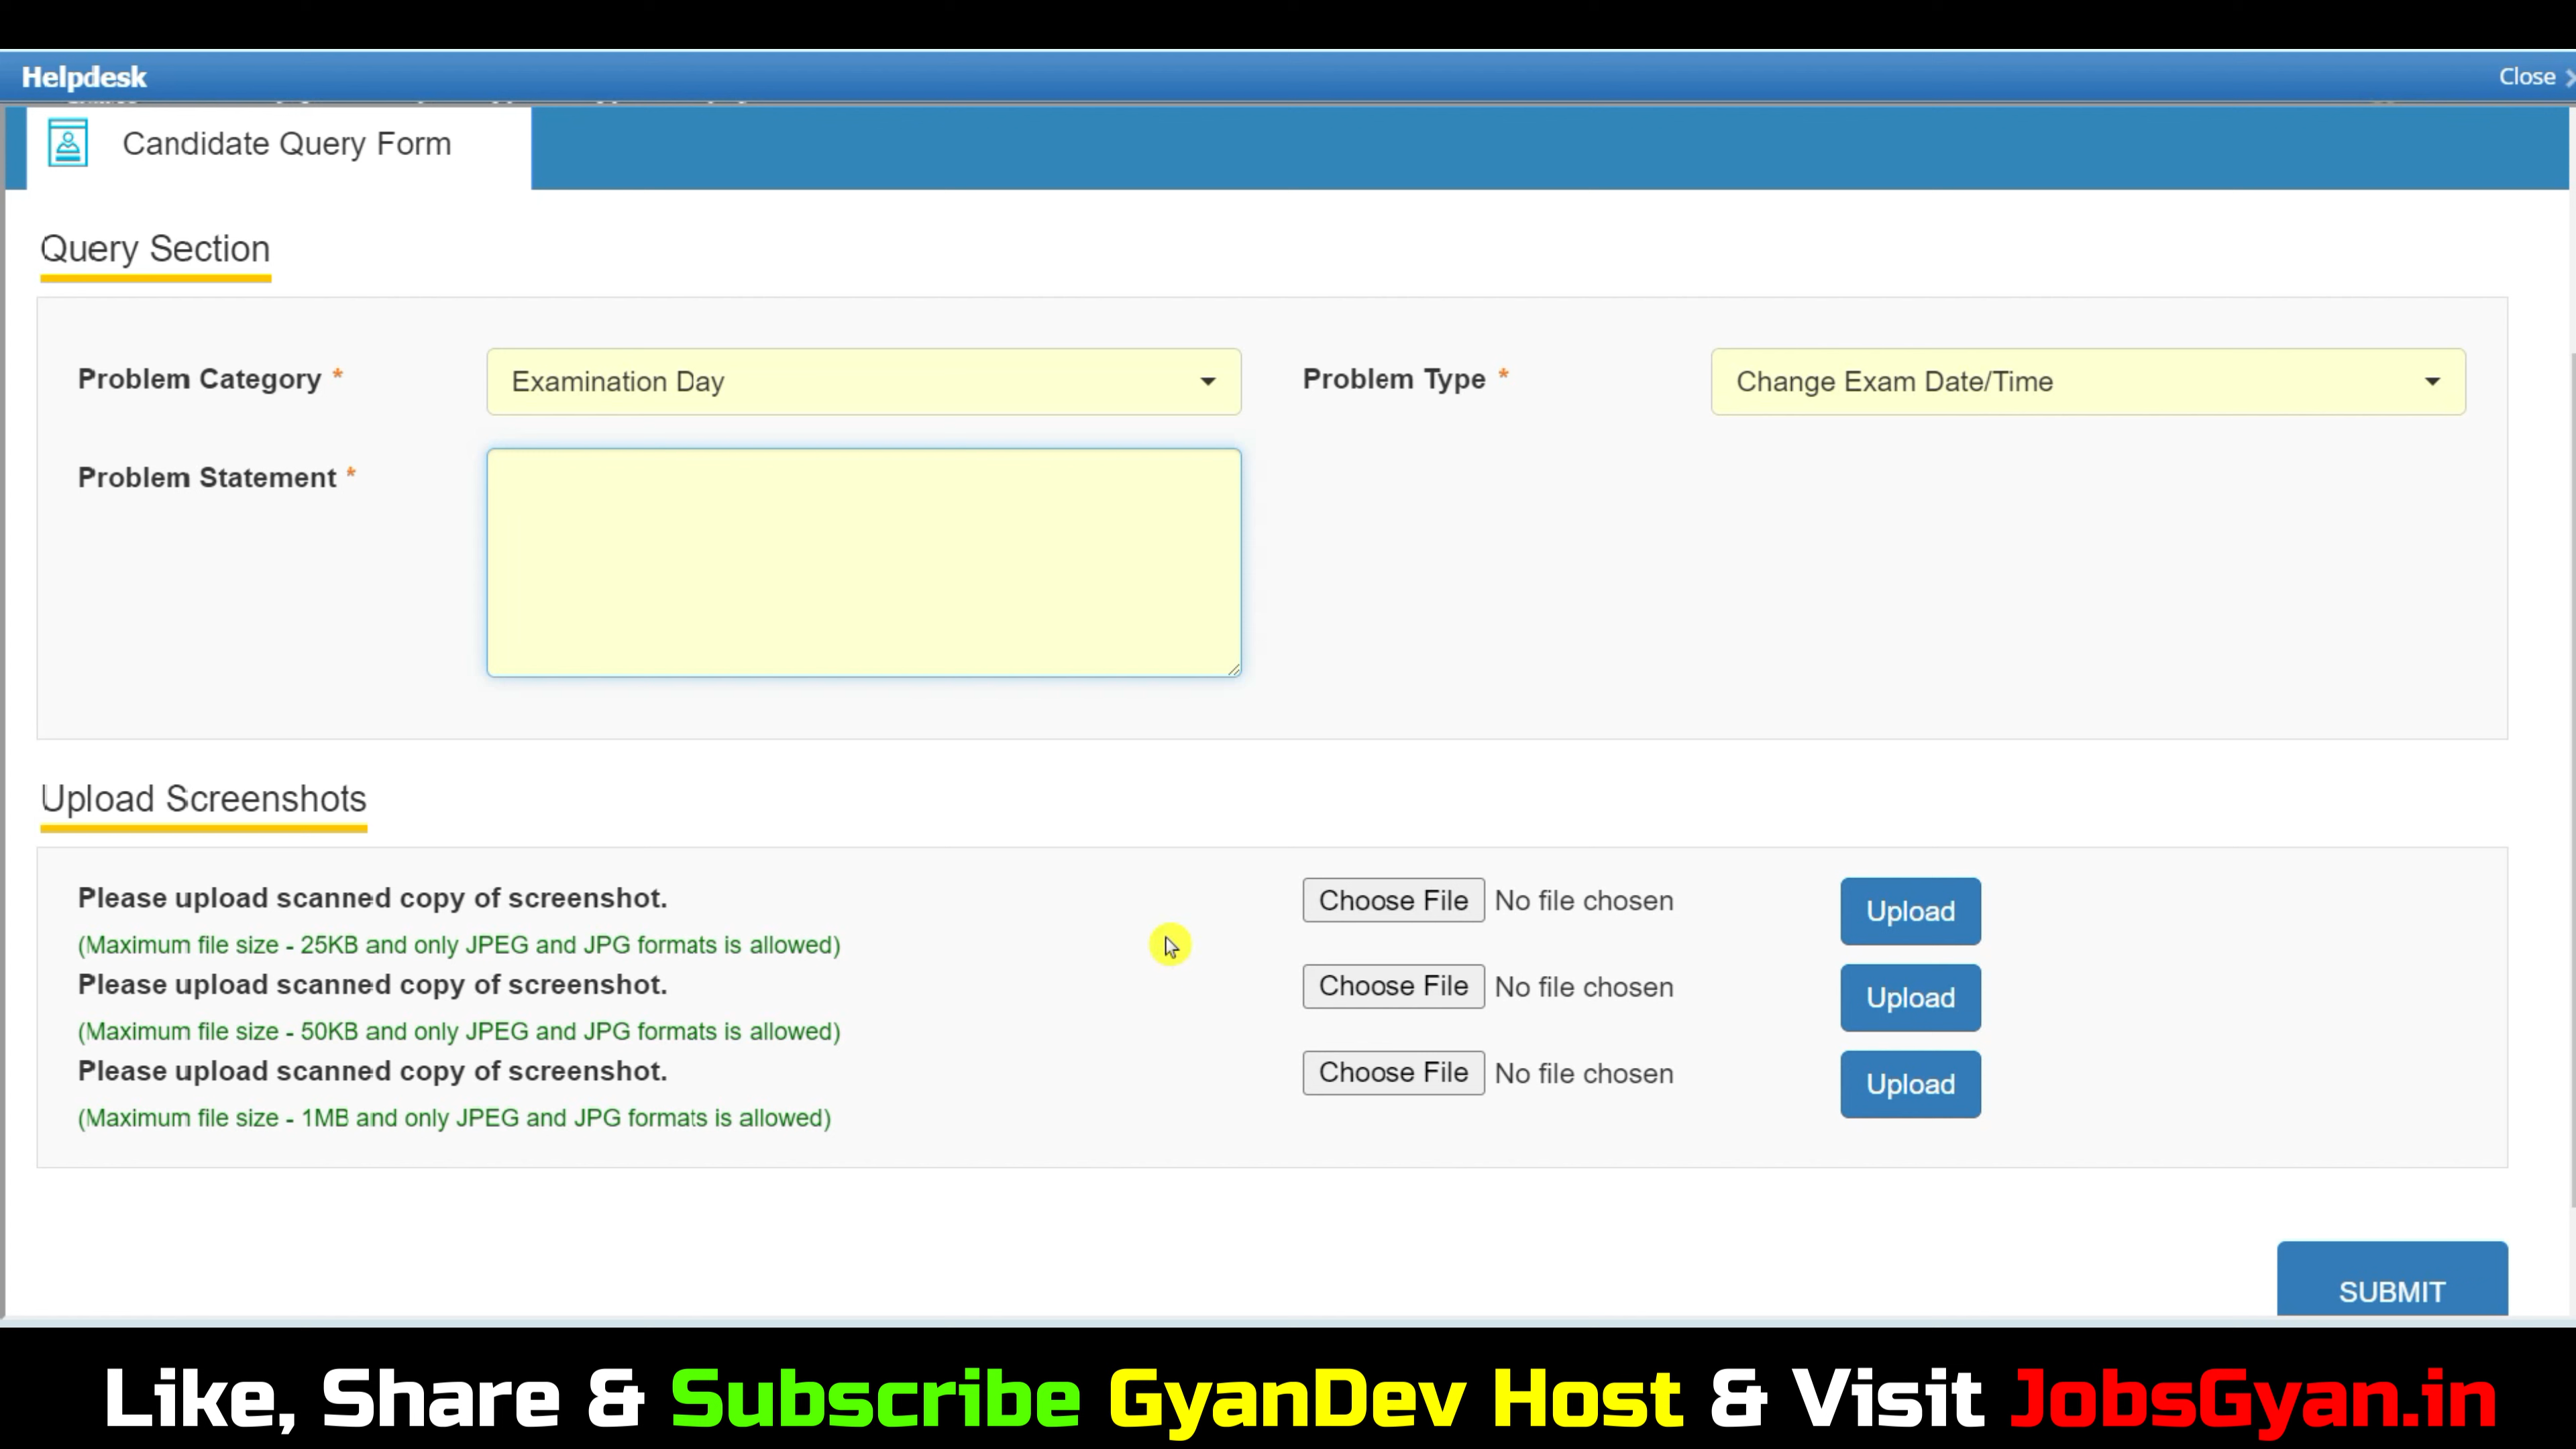 Helpdesk
Close
Candidate Query Form
Query Section
Problem Category *
Examination Day
Problem Type *
Change Exam Date/Time
Problem Statement *
Upload Screenshots
Please upload scanned copy of screenshot.
Choose File No file chosen
Upload
(Maximum file size - 25KB and only JPEG and JPG formats is allowed)
Please upload scanned copy of screenshot.
Choose File No file chosen
Upload
(Maximum file size - 50KB and only JPEG and JPG formats is allowed)
Please upload scanned copy of screenshot.
Choose File No file chosen
Upload
(Maximum file size - 1MB and only JPEG and JPG formats is allowed)
SUBMIT
Like, Share & Subscribe GyanDev Host & Visit JobsGyan.in